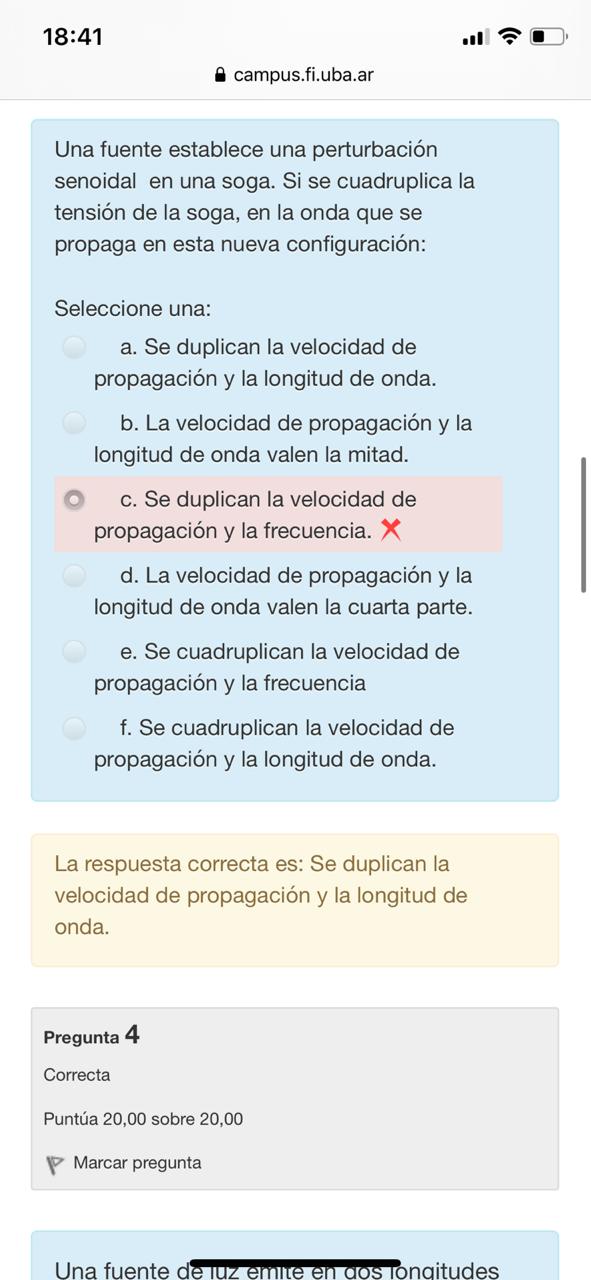 18:41
campus.fi.uba.ar
Una fuente establece una perturbación
senoidal en una soga. Si se cuadruplica la
tensión de la soga, en la onda que se
propaga en esta nueva configuración:
Seleccione una:
a. Se duplican la velocidad de
propagación y la longitud de onda.
b. La velocidad de propagación y la
longitud de onda valen la mitad.
c. Se duplican la velocidad de
propagación y la frecuencia.
d. La velocidad de propagación y la
longitud de onda valen la cuarta parte.
e. Se cuadruplican la velocidad de
propagación y la frecuencia
f. Se cuadruplican la velocidad de
propagación y la longitud de onda.
La respuesta correcta es: Se duplican la
velocidad de propagación y la longitud de
onda.
Pregunta 4
Correcta
Puntúa 20,00 sobre 20,00
Marcar pregunta
Una fuente de luz emite en dos longitudes